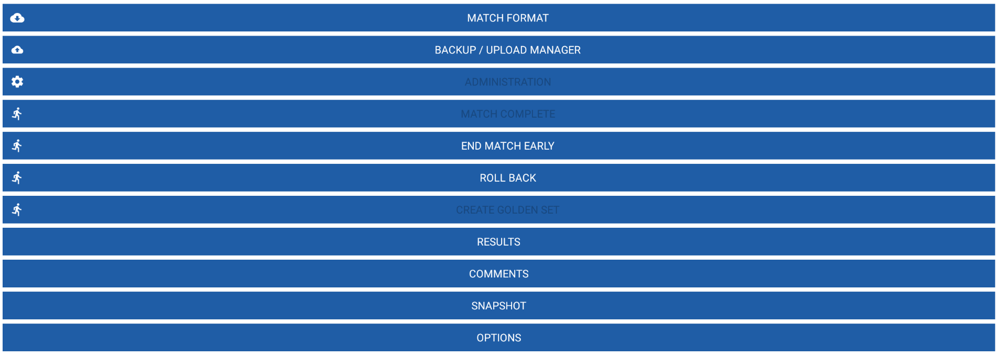 MATCH FORMAT
BACKUP / UPLOAD MANAGER
ADMINISTRATION
MATCH COMPLETE
END MATCH EARLY
ROLL BACK
CREATE GOLDEN SET
RESULTS
COMMENTS
SNAPSHOT
OPTIONS